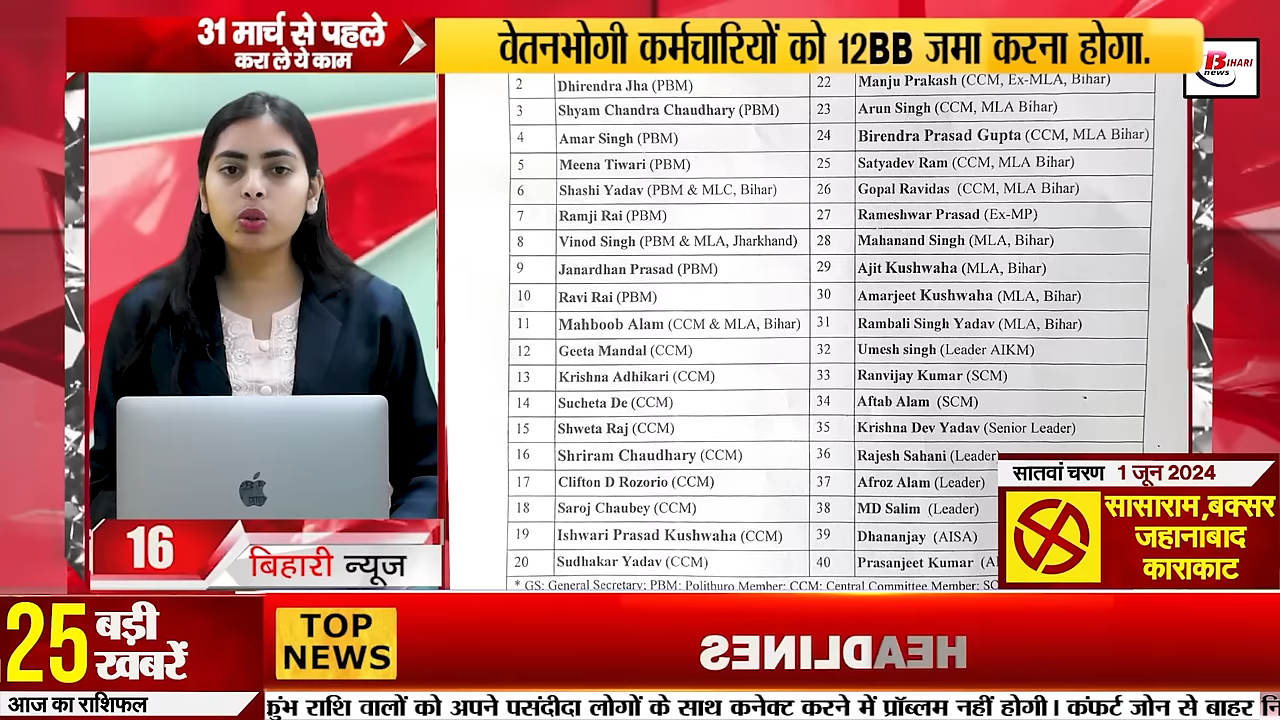 31 मार्च से पहले
करा ले ये काम
वेतनभोगी कर्मचारियों को 12BB जमा करना होगा.
BIHARI
news
2 Dhirendra Jha (PBM) 22 Manju Prakash (CCM, Ex-MLA, Bihar)
3 Shyam Chandra Chaudhary (PBM) 23 Arun Singh (CCM, MLA Bihar)
4 Amar Singh (PBM) 24 Birendra Prasad Gupta (CCM, MLA Bihar)
5 Meena Tiwari (PBM) 25 Satyadev Ram (CCM, MLA Bihar)
6 Shashi Yadav (PBM & MLC, Bihar) 26 Gopal Ravidas (CCM, MLA Bihar)
7 Ramji Rai (PBM) 27 Rameshwar Prasad (Ex-MP)
8 Vinod Singh (PBM & MLA, Jharkhand) 28 Mahanand Singh (MLA, Bihar)
9 Janardhan Prasad (PBM) 29 Ajit Kushwaha (MLA, Bihar)
10 Ravi Rai (PBM) 30 Amarjeet Kushwaha (MLA, Bihar)
11 Mahboob Alam (CCM & MLA, Bihar) 31 Rambali Singh Yadav (MLA, Bihar)
12 Geeta Mandal (CCM) 32 Umesh singh (Leader AIKM)
13 Krishna Adhikari (CCM) 33 Ranvijay Kumar (SCM)
14 Sucheta De (CCM) 34 Aftab Alam (SCM)
15 Shweta Raj (CCM) 35 Krishna Dev Yadav (Senior Leader)
16 Shriram Chaudhary (CCM) 36 Rajesh Sahani (Leader)
17 Clifton D Rozorio (CCM) 37 Afroz Alam (Leader)
18 Saroj Chaubey (CCM) 38 MD Salim (Leader)
19 Ishwari Prasad Kushwaha (CCM) 39 Dhananjay (AISA)
20 Sudhakar Yadav (CCM) 40 Prasanjeet Kumar
* GS: General Secretary; PBM: Politburo Member; CCM: Central Committee Member;
सातवां चरण 1 जून 2024
सासाराम,बक्सर
जहानाबाद
काराकाट
16
बिहारी न्यूज
25 बड़ी
खबरें
TOP
NEWS
HEADLINES
आज का राशिफल
कुंभ राशि वालों को अपने पसंदीदा लोगों के साथ कनेक्ट करने में प्रॉब्लम नहीं होगी। कंफर्ट जोन से बाहर